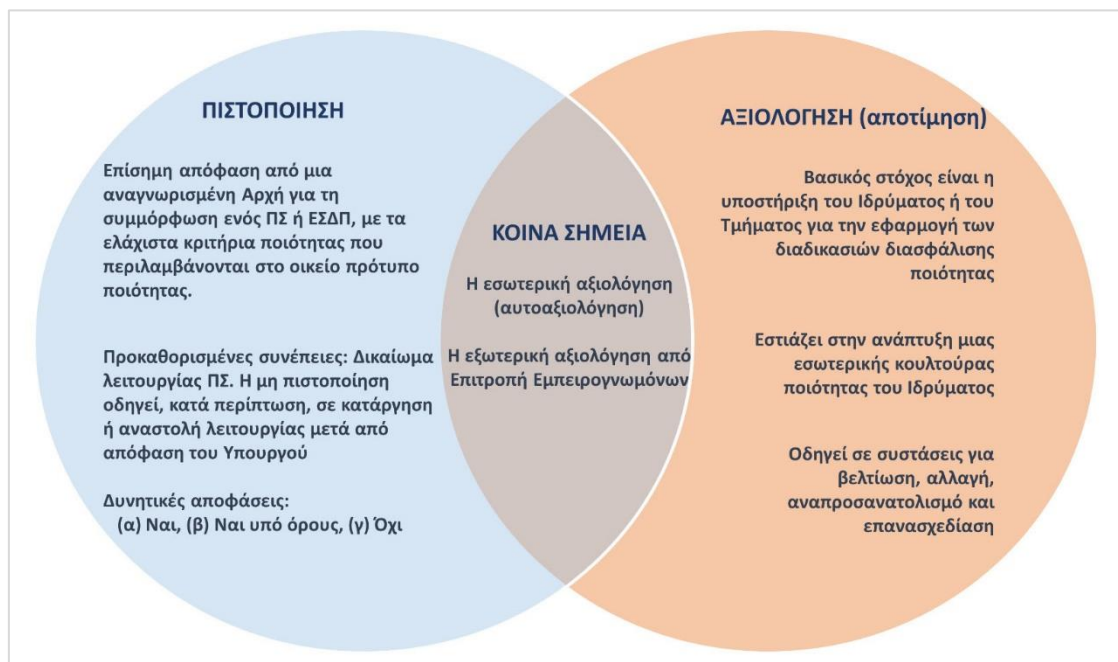 ΠΙΣΤΟΠΟΙΗΣΗ
Επίσημη απόφαση από μια
αναγνωρισμένη Αρχή για τη
συμμόρφωση ενός ΠΣ ή ΕΣΔΠ, με τα
ελάχιστα κριτήρια ποιότητας που
περιλαμβάνονται στο οικείο πρότυπο
ποιότητας.
Προκαθορισμένες συνέπειες: Δικαίωμα
λειτουργίας ΠΣ. Η μη πιστοποίηση
οδηγεί, κατά περίπτωση, σε κατάργηση
ή αναστολή λειτουργίας μετά από
απόφαση του Υπουργού
Δυνητικές αποφάσεις:
(α) Ναι, (β) Ναι υπό όρους, (γ) Όχι
ΚΟΙΝΑ ΣΗΜΕΙΑ
Η εσωτερική αξιολόγηση
(αυτοαξιολόγηση)
Η εξωτερική αξιολόγηση από
Επιτροπή Εμπειρογνωμόνων
ΑΞΙΟΛΟΓΗΣΗ (αποτίμηση)
Βασικός στόχος είναι η
υποστήριξη του Ιδρύματος ή του
Τμήματος για την εφαρμογή των
διαδικασιών διασφάλισης
ποιότητας
Εστιάζει στην ανάπτυξη μιας
εσωτερικής κουλτούρας
ποιότητας του Ιδρύματος
Οδηγεί σε συστάσεις για
βελτίωση, αλλαγή,
αναπροσανατολισμό και
επανασχεδίαση